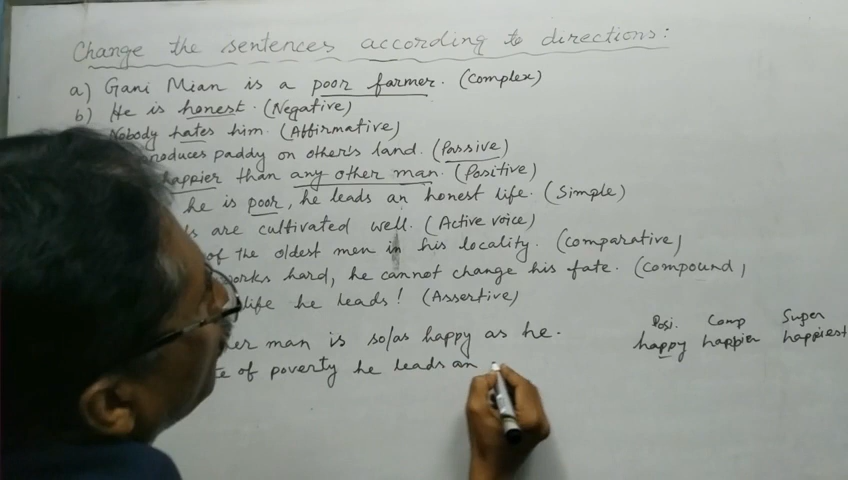 Change the sentences according to directions:
a) Gani Mian is a poor farmer. (Complex)
b) He is honest. (Negative)
Nobody hates him. (Affirmative)
roduces paddy on other's land. (Passive)
happier than any other man. (Positive)
he is poor, he leads an honest life. (Simple)
s are cultivated well. (Active voice)
of the oldest men in his locality. (Comparative)
works hard, he cannot change his fate. (Compound)
life he leads! (Assertive)
Posi. Comp Super
happy happier happiest
er man is so/as happy as he.
te of poverty he leads an